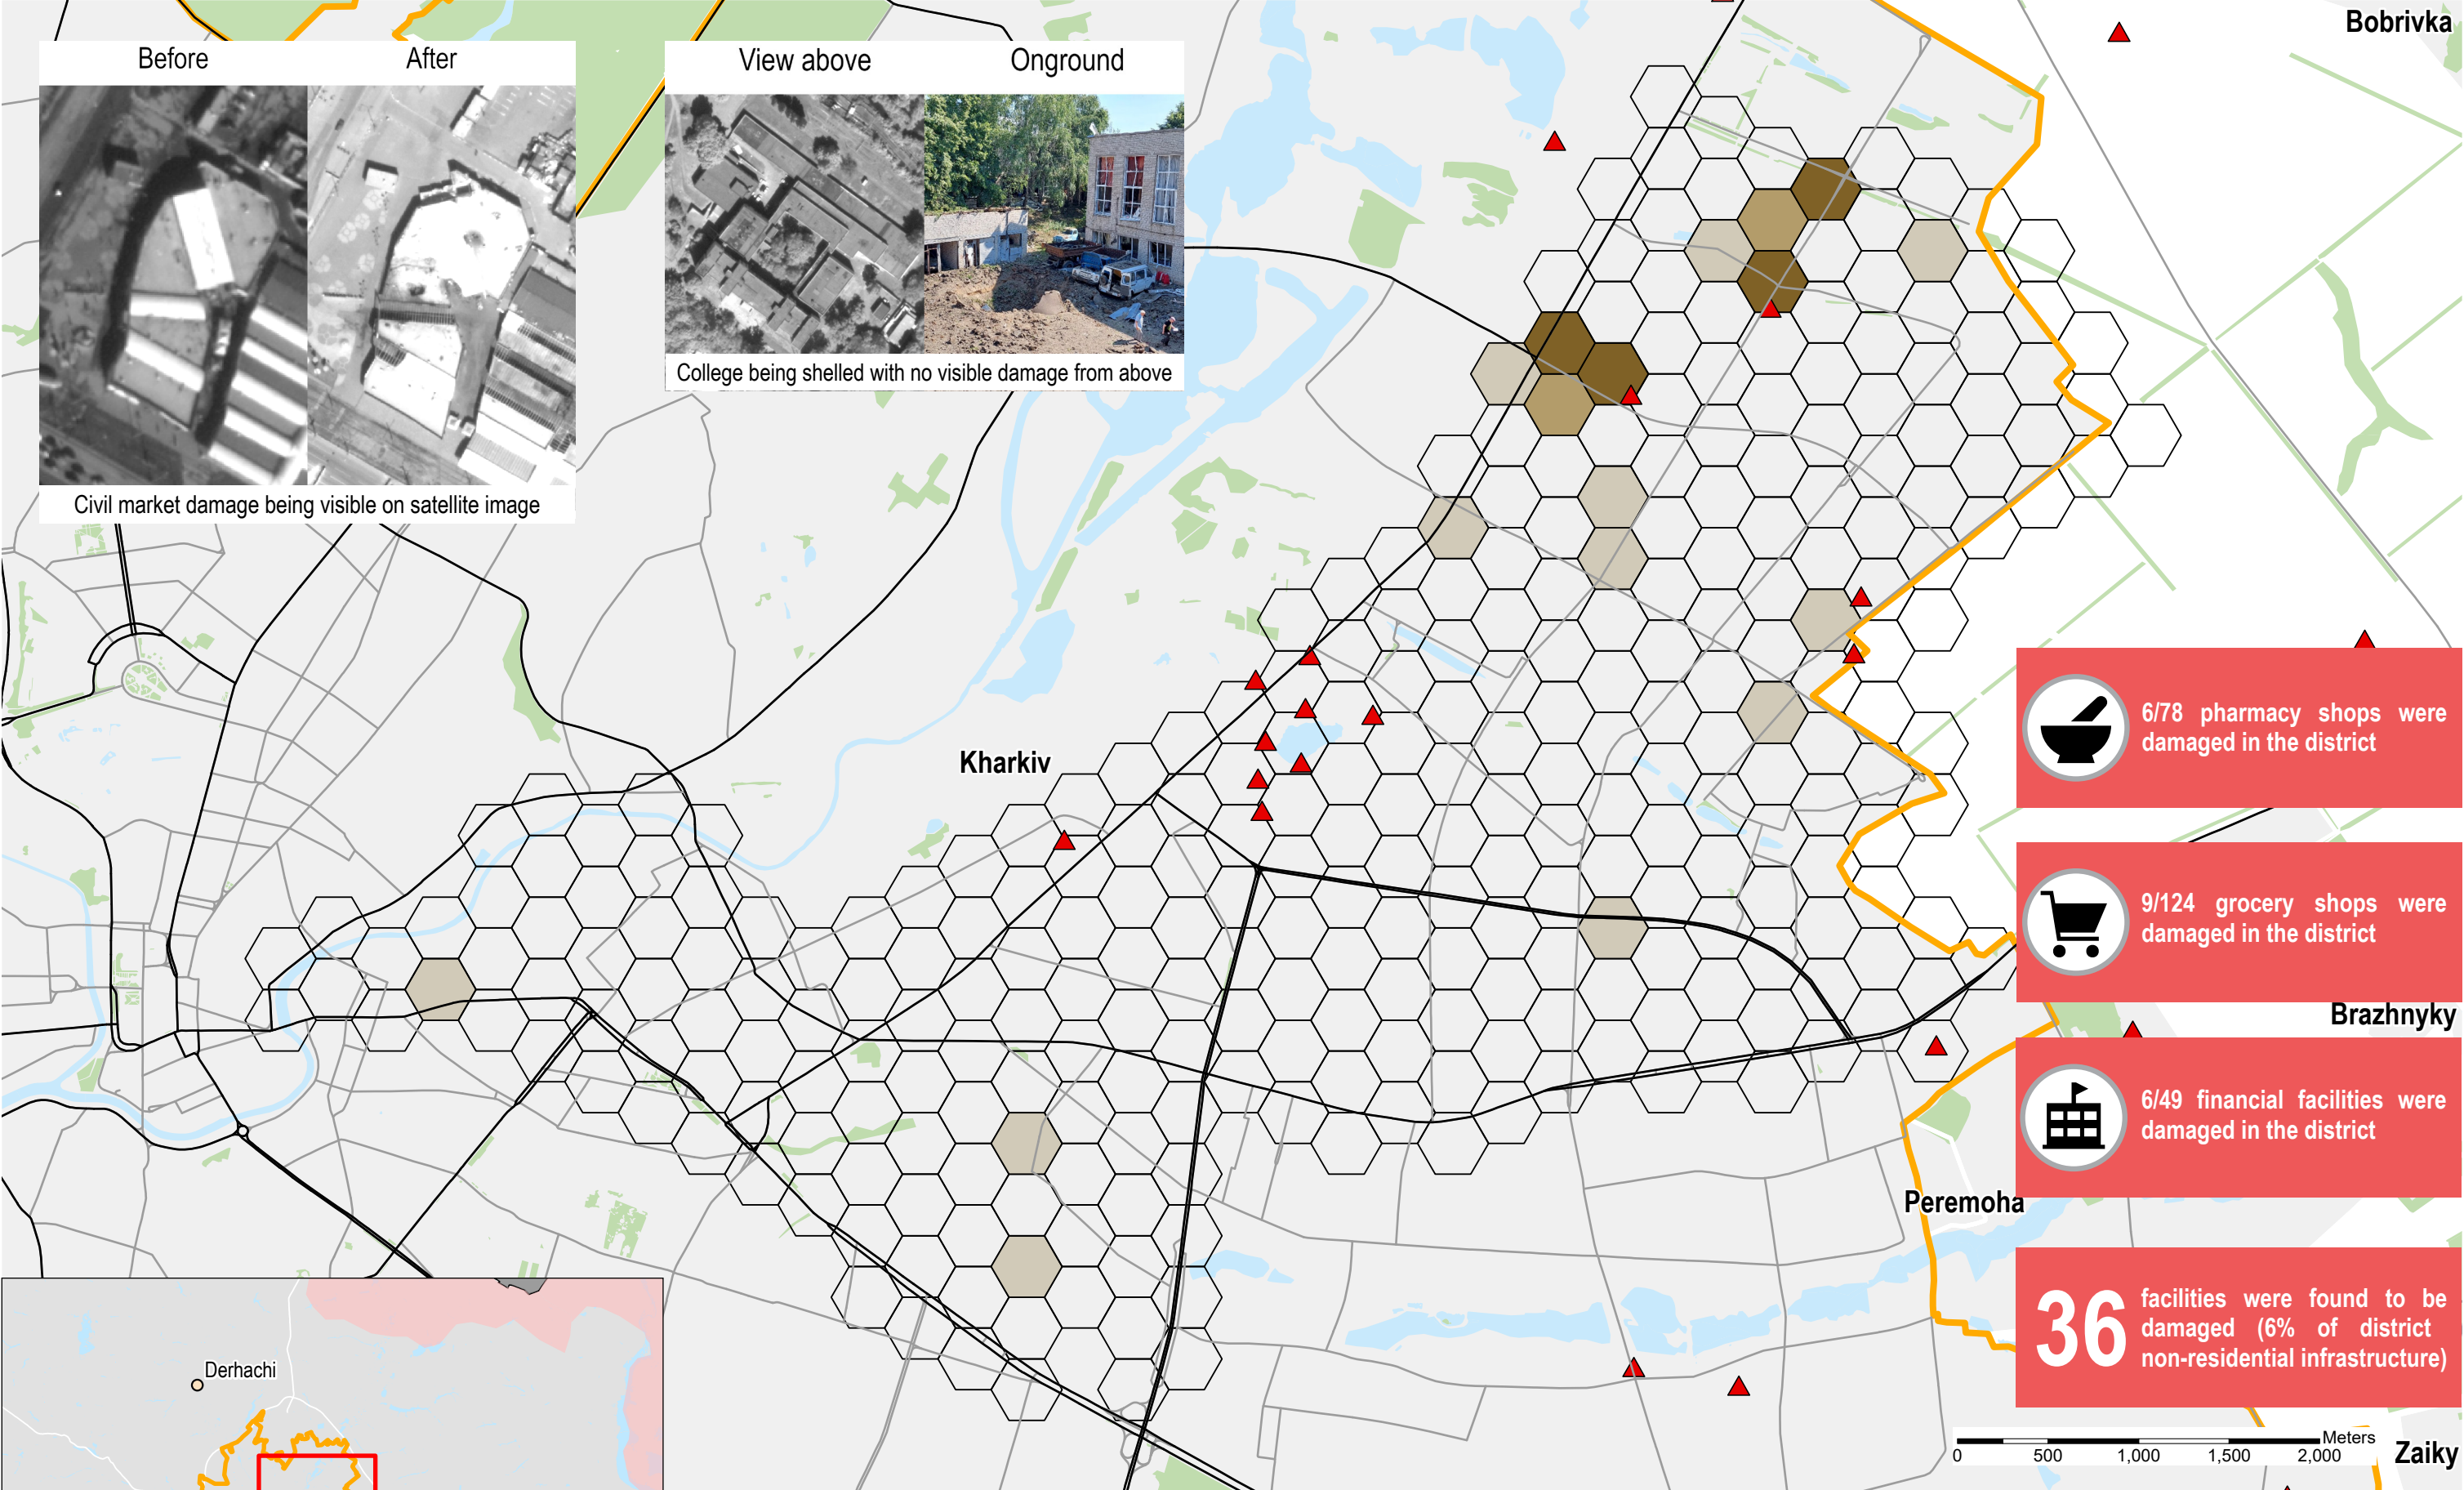 Bobrivka
Before
After
View above
Onground
College being shelled with no visible damage from above
Civil market damage being visible on satellite image
Kharkiv
6/78 pharmacy shops were
damaged in the district
9/124 grocery shops were
damaged in the district
Brazhnyky
6/49 financial facilities were
damaged in the district
Peremoha
36
facilities were found to be
damaged (6% of district
non-residential infrastructure)
Derhachi
Meters
0 500 1,000 1,500 2,000
Zaiky